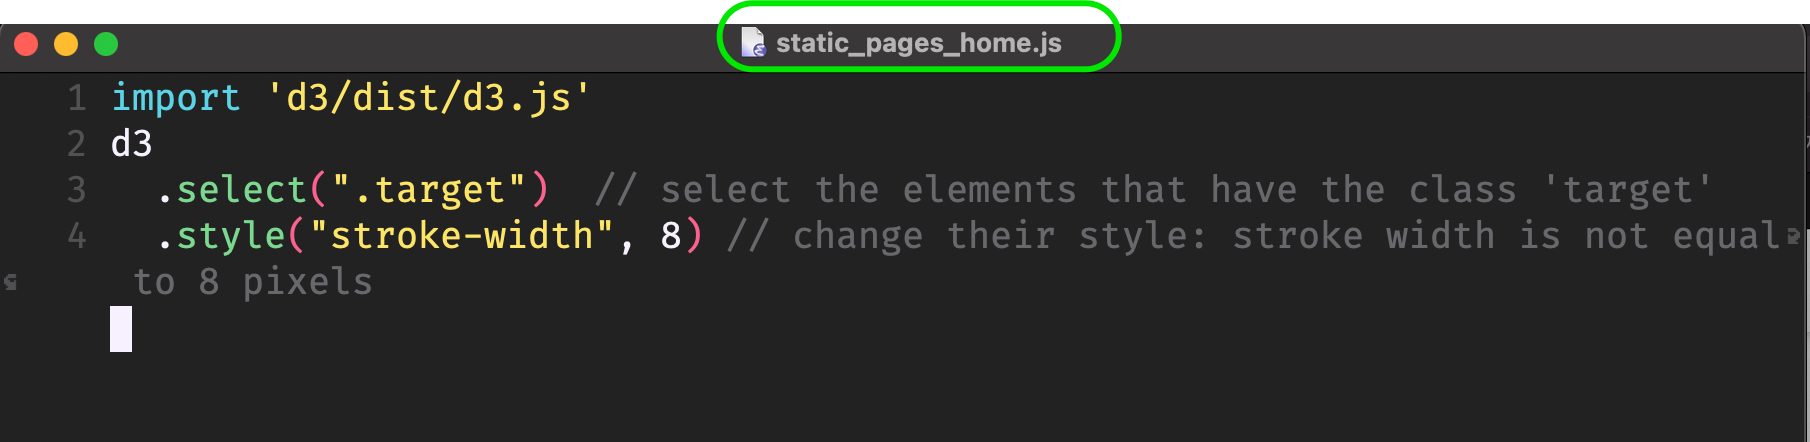 static_pages_home.js
1 import 'd3/dist/d3.js'
2 d3
3 .select(".target")  // select the elements that have the class 'target'
4 .style("stroke-width", 8) // change their style: stroke width is not equal
to 8 pixels